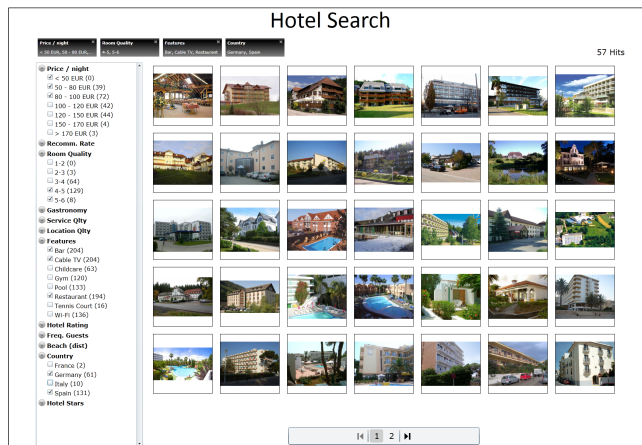 Hotel Search
Price / night × Room Quality × Features × Country ×
< 50 EUR, 50 - 80 EUR,... 4-5, 5-6 Bar, Cable TV, Restaurant Germany, Spain
57 Hits
Price / night
< 50 EUR (0)
50 - 80 EUR (39)
80 - 100 EUR (72)
100 - 120 EUR (42)
120 - 150 EUR (44)
150 - 170 EUR (4)
> 170 EUR (3)
Recomm. Rate
Room Quality
1-2 (0)
2-3 (3)
3-4 (64)
4-5 (129)
5-6 (8)
Gastronomy
Service Qlty
Location Qlty
Features
Bar (204)
Cable TV (204)
Childcare (63)
Gym (120)
Pool (133)
Restaurant (194)
Tennis Court (16)
Wi-Fi (136)
Hotel Rating
Freq. Guests
Beach (dist)
Country
France (2)
Germany (61)
Italy (10)
Spain (131)
Hotel Stars
1 2